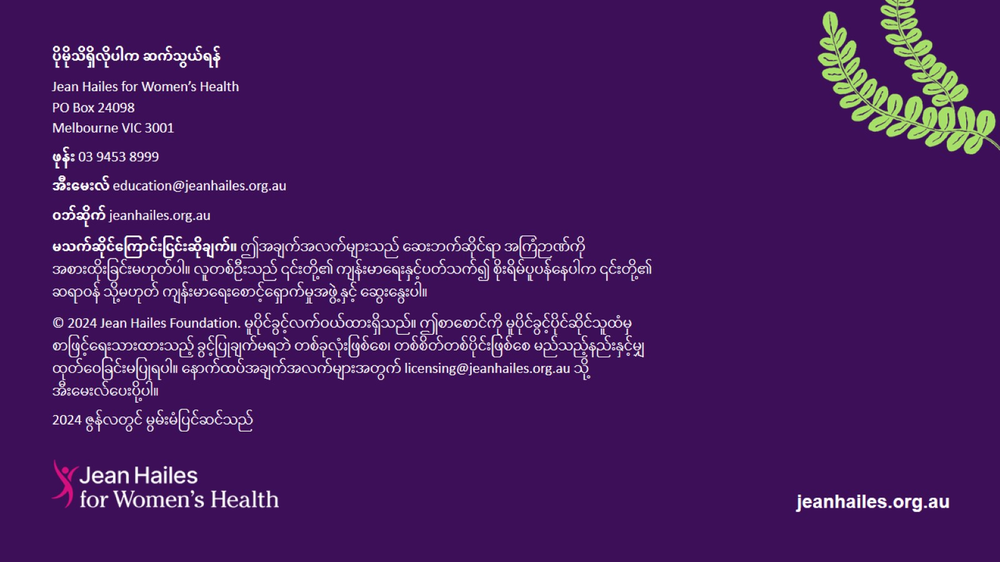 ပိုမိုသိရှိလိုပါက ဆက်သွယ်ရန်
Jean Hailes for Women’s Health
PO Box 24098
Melbourne VIC 3001
ဖုန်း 03 9453 8999
အီးမေးလ် education@jeanhailes.org.au
ဝဘ်ဆိုက် jeanhailes.org.au
မသက်ဆိုင်ကြောင်းငြင်းဆိုချက်။ ဤအချက်အလက်များသည် ဆေးဘက်ဆိုင်ရာ အကြံဉာဏ်ကို
အစားထိုးခြင်းမဟုတ်ပါ။ လူတစ်ဦးသည် ၎င်းတို့၏ ကျန်းမာရေးနှင့်ပတ်သက်၍ စိုးရိမ်ပူပန်နေပါက ၎င်းတို့၏
ဆရာဝန် သို့မဟုတ် ကျန်းမာရေးစောင့်ရှောက်မှုအဖွဲ့နှင့် ဆွေးနွေးပါ။
© 2024 Jean Hailes Foundation. မူပိုင်ခွင့်လက်ဝယ်ထားရှိသည်။ ဤစာစောင်ကို မူပိုင်ခွင့်ပိုင်ဆိုင်သူထံမှ
စာဖြင့်ရေးသားထားသည့် ခွင့်ပြုချက်မရဘဲ တစ်ခုလုံးဖြစ်စေ၊ တစ်စိတ်တစ်ပိုင်းဖြစ်စေ မည်သည့်နည်းနှင့်မျှ
ထုတ်ဝေခြင်းမပြုရပါ။ နောက်ထပ်အချက်အလက်များအတွက် licensing@jeanhailes.org.au သို့
အီးမေးလ်ပေးပို့ပါ။
2024 ဇွန်လတွင် မွမ်းမံပြင်ဆင်သည်
Jean Hailes
for Women’s Health
jeanhailes.org.au